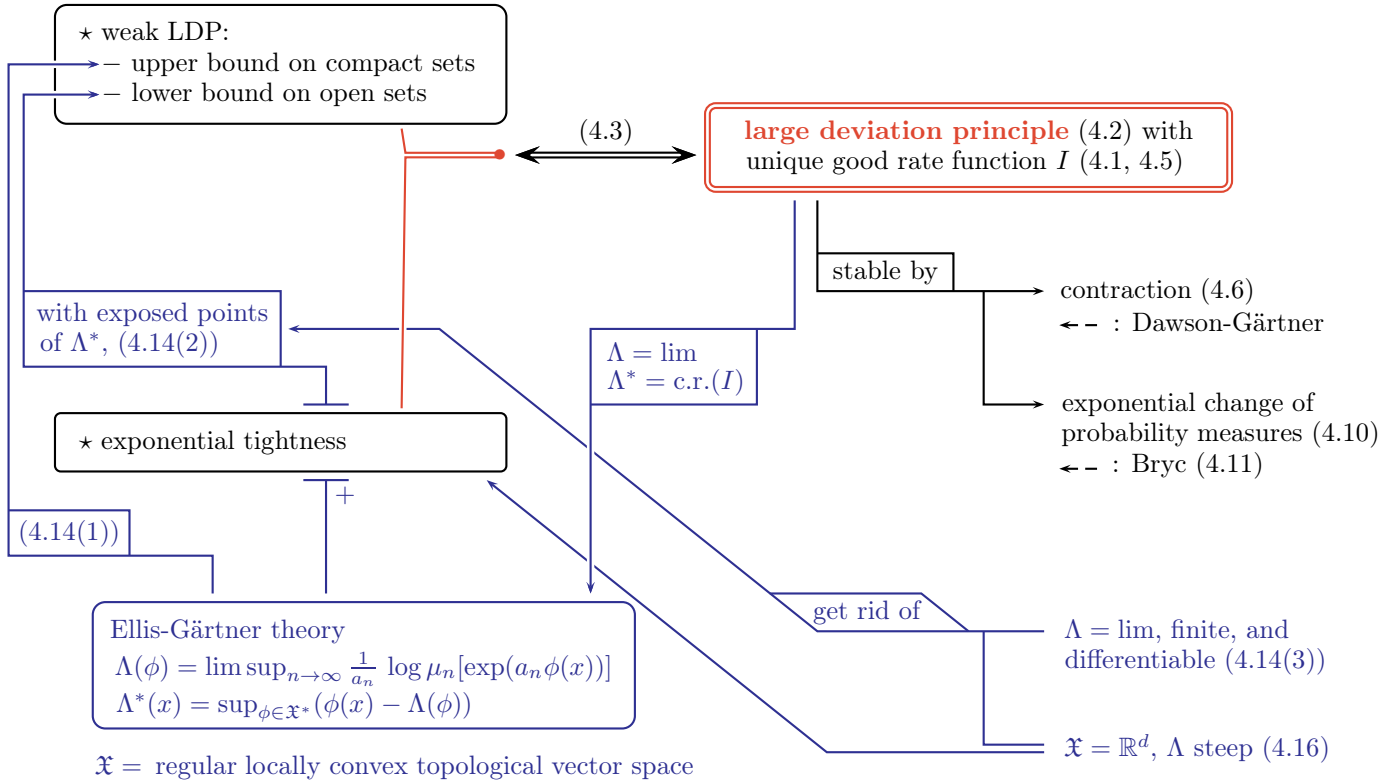 ⋆ weak LDP:
– upper bound on compact sets
– lower bound on open sets
(4.3)
large deviation principle (4.2) with
unique good rate function I (4.1, 4.5)
stable by
contraction (4.6)
: Dawson-Gärtner
with exposed points
of Λ*, (4.14(2))
Λ = lim
Λ* = c.r.(I)
exponential change of
probability measures (4.10)
: Bryc (4.11)
⋆ exponential tightness
+
(4.14(1))
get rid of
Ellis-Gärtner theory
Λ(φ) = lim sup_{n→∞} \frac{1}{a_n} log μ_n[exp(a_nφ(x))]
Λ*(x) = sup_{φ∈𝔛*}(φ(x) − Λ(φ))
Λ = lim, finite, and
differentiable (4.14(3))
𝔛 = ℝ^d, Λ steep (4.16)
𝔛 = regular locally convex topological vector space